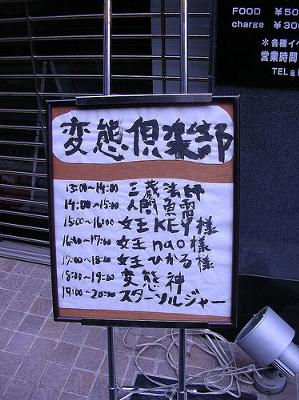 FOOD ¥50
charge ¥30
＊各種イベ
営業時間
TEL&
変態倶楽部
13:00〜14:00 三蔵法師
14:00〜15:00 人間魚雷
15:00〜16:00 女王KEY様
16:00〜17:00 女王nao様
17:00〜18:00 女王ひかる様
18:00〜19:00 変態神
19:00〜20:00 スターソルジャー